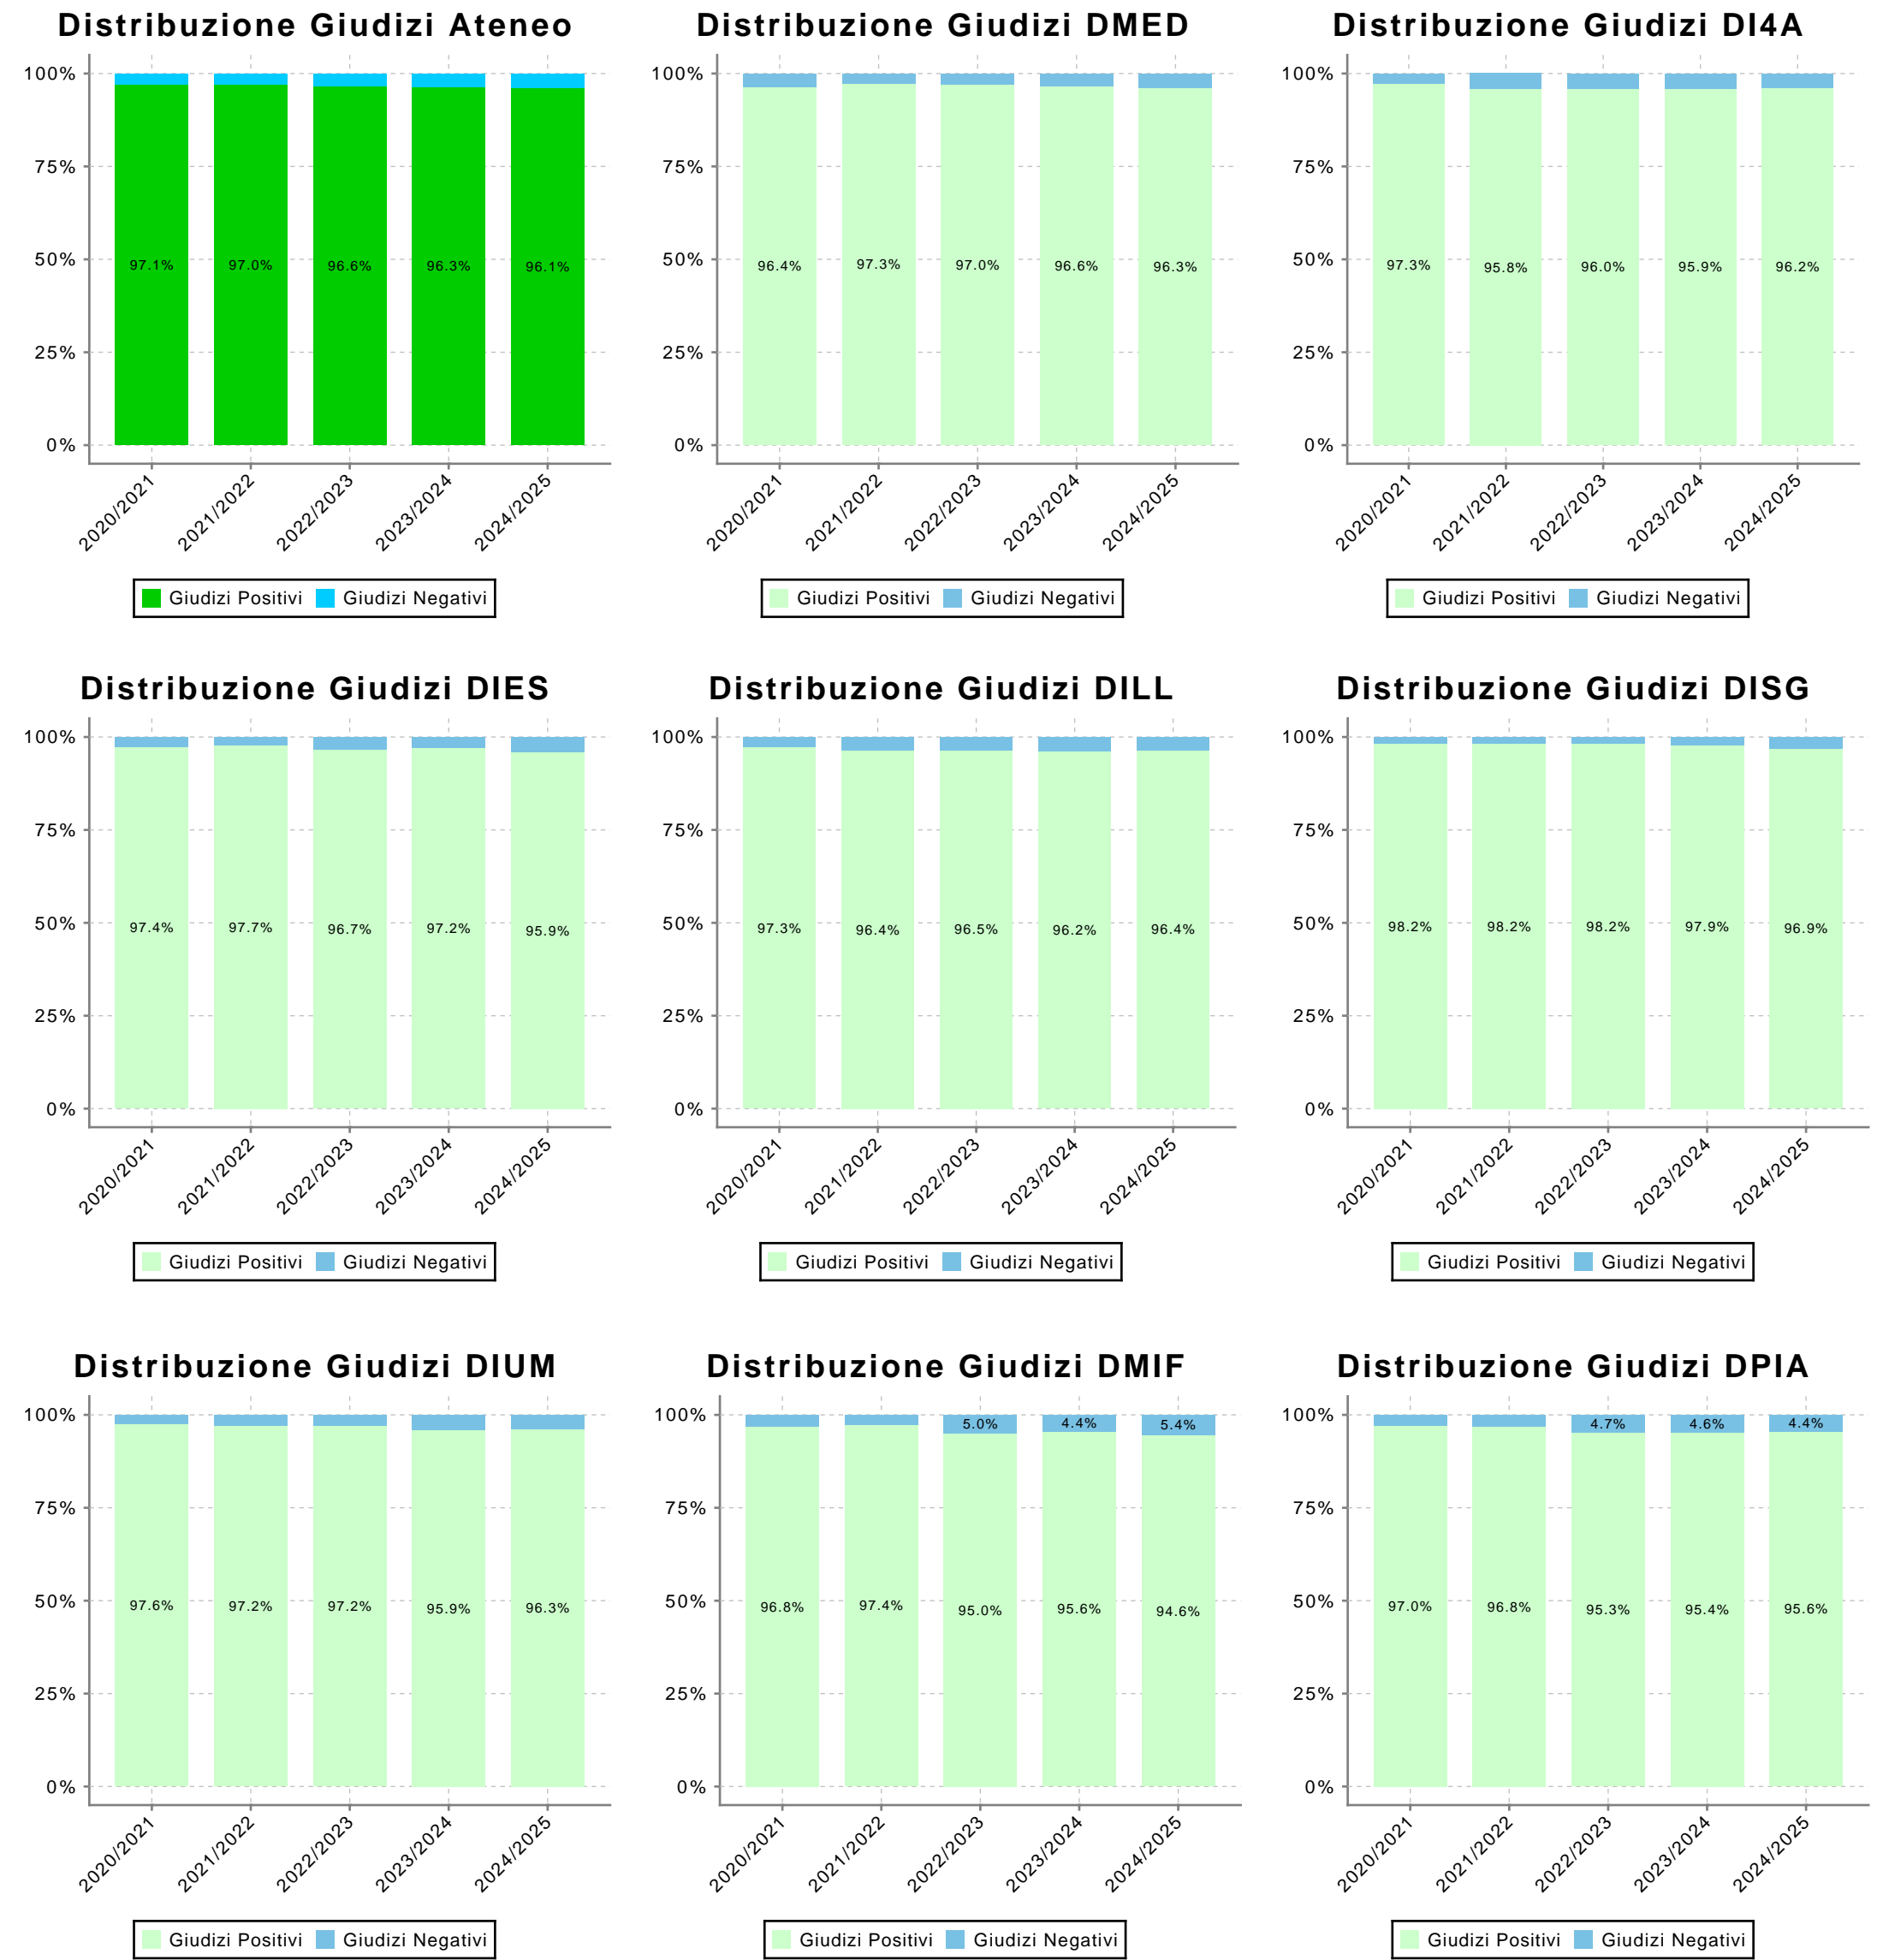 Distribuzione Giudizi Ateneo
100%
75%
50%
25%
0%
97.1% 97.0% 96.6% 96.3% 96.1%
2020/2021 2021/2022 2022/2023 2023/2024 2024/2025
Giudizi Positivi Giudizi Negativi
Distribuzione Giudizi DMED
100%
75%
50%
25%
0%
96.4% 97.3% 97.0% 96.6% 96.3%
2020/2021 2021/2022 2022/2023 2023/2024 2024/2025
Giudizi Positivi Giudizi Negativi
Distribuzione Giudizi DI4A
100%
75%
50%
25%
0%
97.3% 95.8% 96.0% 95.9% 96.2%
2020/2021 2021/2022 2022/2023 2023/2024 2024/2025
Giudizi Positivi Giudizi Negativi
Distribuzione Giudizi DIES
100%
75%
50%
25%
0%
97.4% 97.7% 96.7% 97.2% 95.9%
2020/2021 2021/2022 2022/2023 2023/2024 2024/2025
Giudizi Positivi Giudizi Negativi
Distribuzione Giudizi DILL
100%
75%
50%
25%
0%
97.3% 96.4% 96.5% 96.2% 96.4%
2020/2021 2021/2022 2022/2023 2023/2024 2024/2025
Giudizi Positivi Giudizi Negativi
Distribuzione Giudizi DISG
100%
75%
50%
25%
0%
98.2% 98.2% 98.2% 97.9% 96.9%
2020/2021 2021/2022 2022/2023 2023/2024 2024/2025
Giudizi Positivi Giudizi Negativi
Distribuzione Giudizi DIUM
100%
75%
50%
25%
0%
97.6% 97.2% 97.2% 95.9% 96.3%
2020/2021 2021/2022 2022/2023 2023/2024 2024/2025
Giudizi Positivi Giudizi Negativi
Distribuzione Giudizi DMIF
100%
75%
50%
25%
0%
5.0% 4.4% 5.4%
96.8% 97.4% 95.0% 95.6% 94.6%
2020/2021 2021/2022 2022/2023 2023/2024 2024/2025
Giudizi Positivi Giudizi Negativi
Distribuzione Giudizi DPIA
100%
75%
50%
25%
0%
4.7% 4.6% 4.4%
97.0% 96.8% 95.3% 95.4% 95.6%
2020/2021 2021/2022 2022/2023 2023/2024 2024/2025
Giudizi Positivi Giudizi Negativi